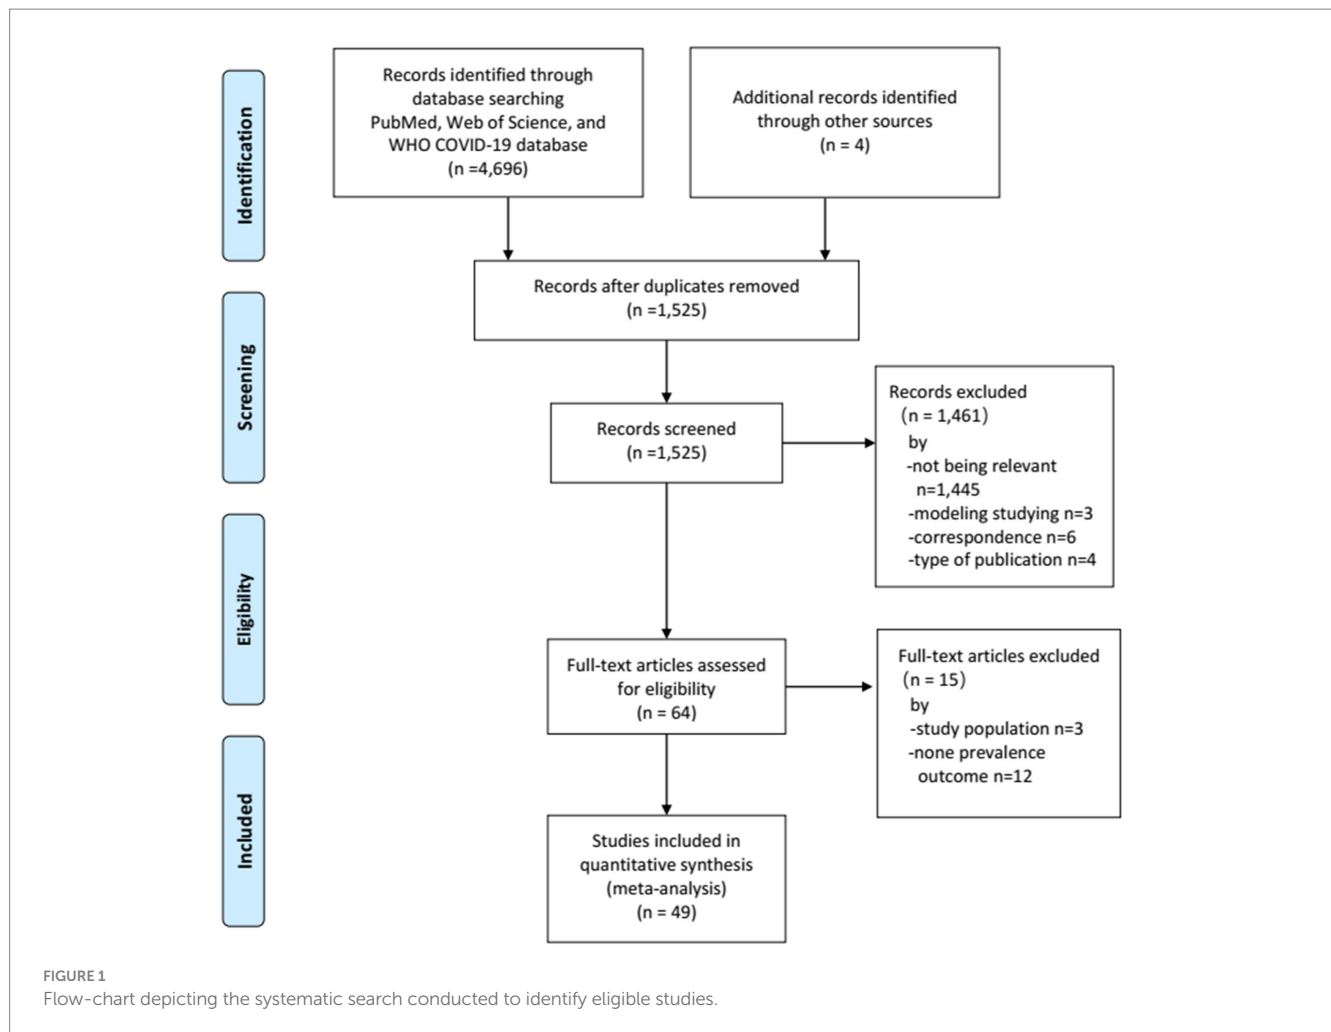 Identification
Records identified through
database searching
PubMed, Web of Science, and
WHO COVID-19 database
(n =4,696)
Additional records identified
through other sources
(n = 4)
Records after duplicates removed
(n =1,525)
Screening
Records screened
(n =1,525)
Records excluded
(n = 1,461)
by
-not being relevant
n=1,445
-modeling studying n=3
-correspondence n=6
-type of publication n=4
Eligibility
Full-text articles assessed
for eligibility
(n = 64)
Full-text articles excluded
(n = 15)
by
-study population n=3
-none prevalence
outcome n=12
Included
Studies included in
quantitative synthesis
(meta-analysis)
(n = 49)
FIGURE 1
Flow-chart depicting the systematic search conducted to identify eligible studies.